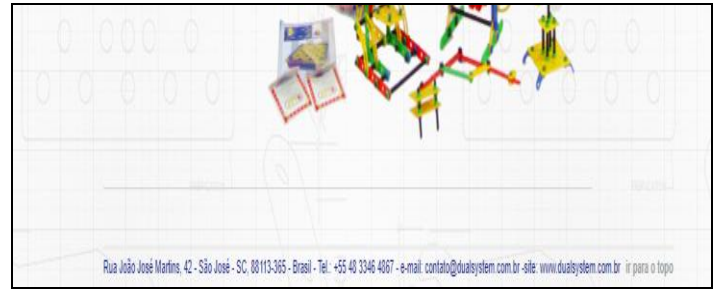 Rua João José Martins, 42 - São José - SC, 88113-365 - Brasil - Tel.: +55 48 3346 4867 - e-mail: contato@dualsystem.com.br -site: www.dualsystem.com.br ir para o topo